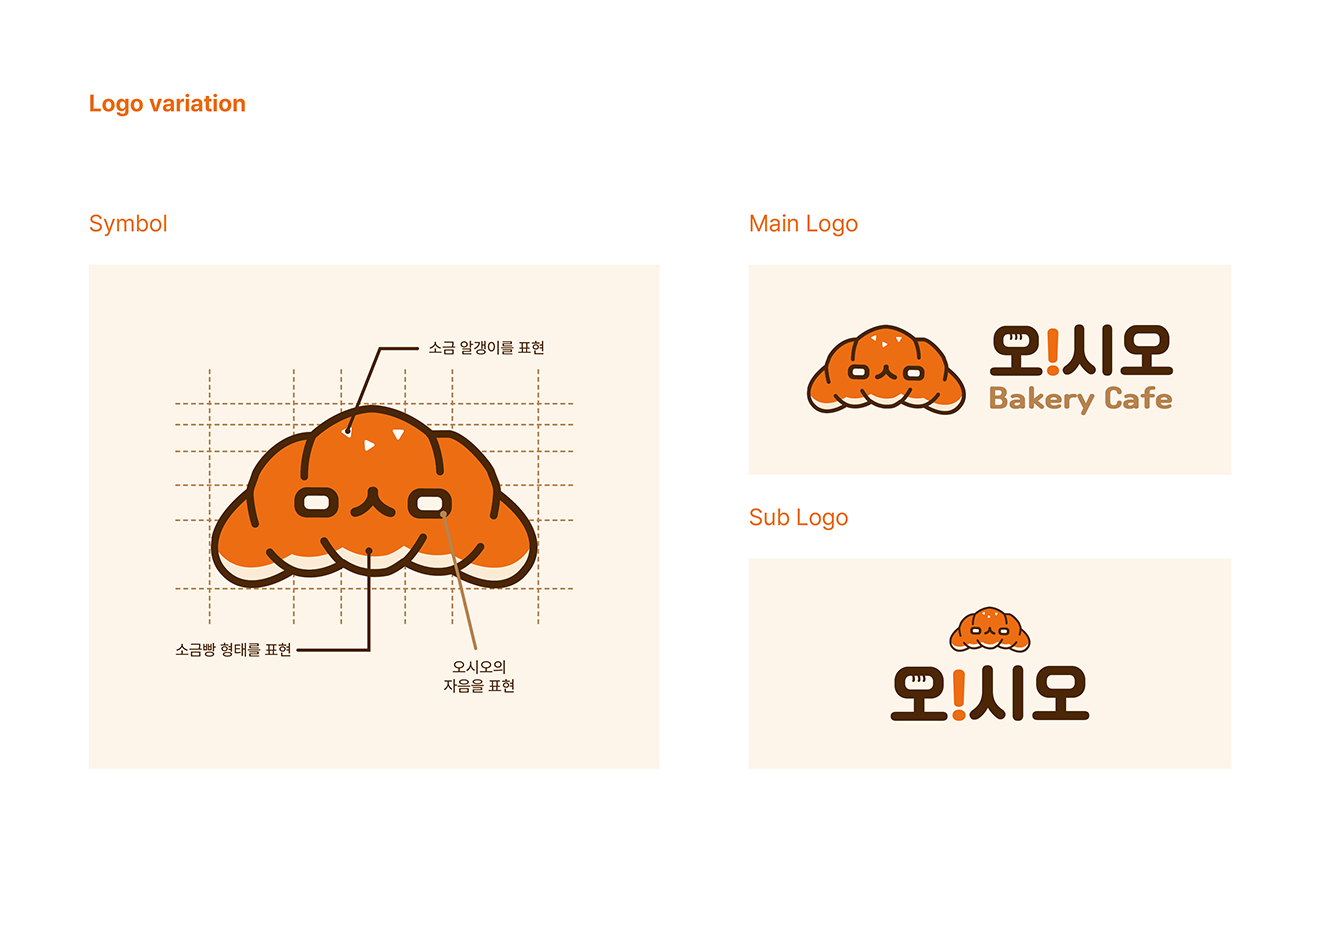 Logo variation
Symbol
소금 알갱이를 표현
소금빵 형태를 표현
오시오의
자음을 표현
Main Logo
오!시오
Bakery Cafe
Sub Logo
오!시오